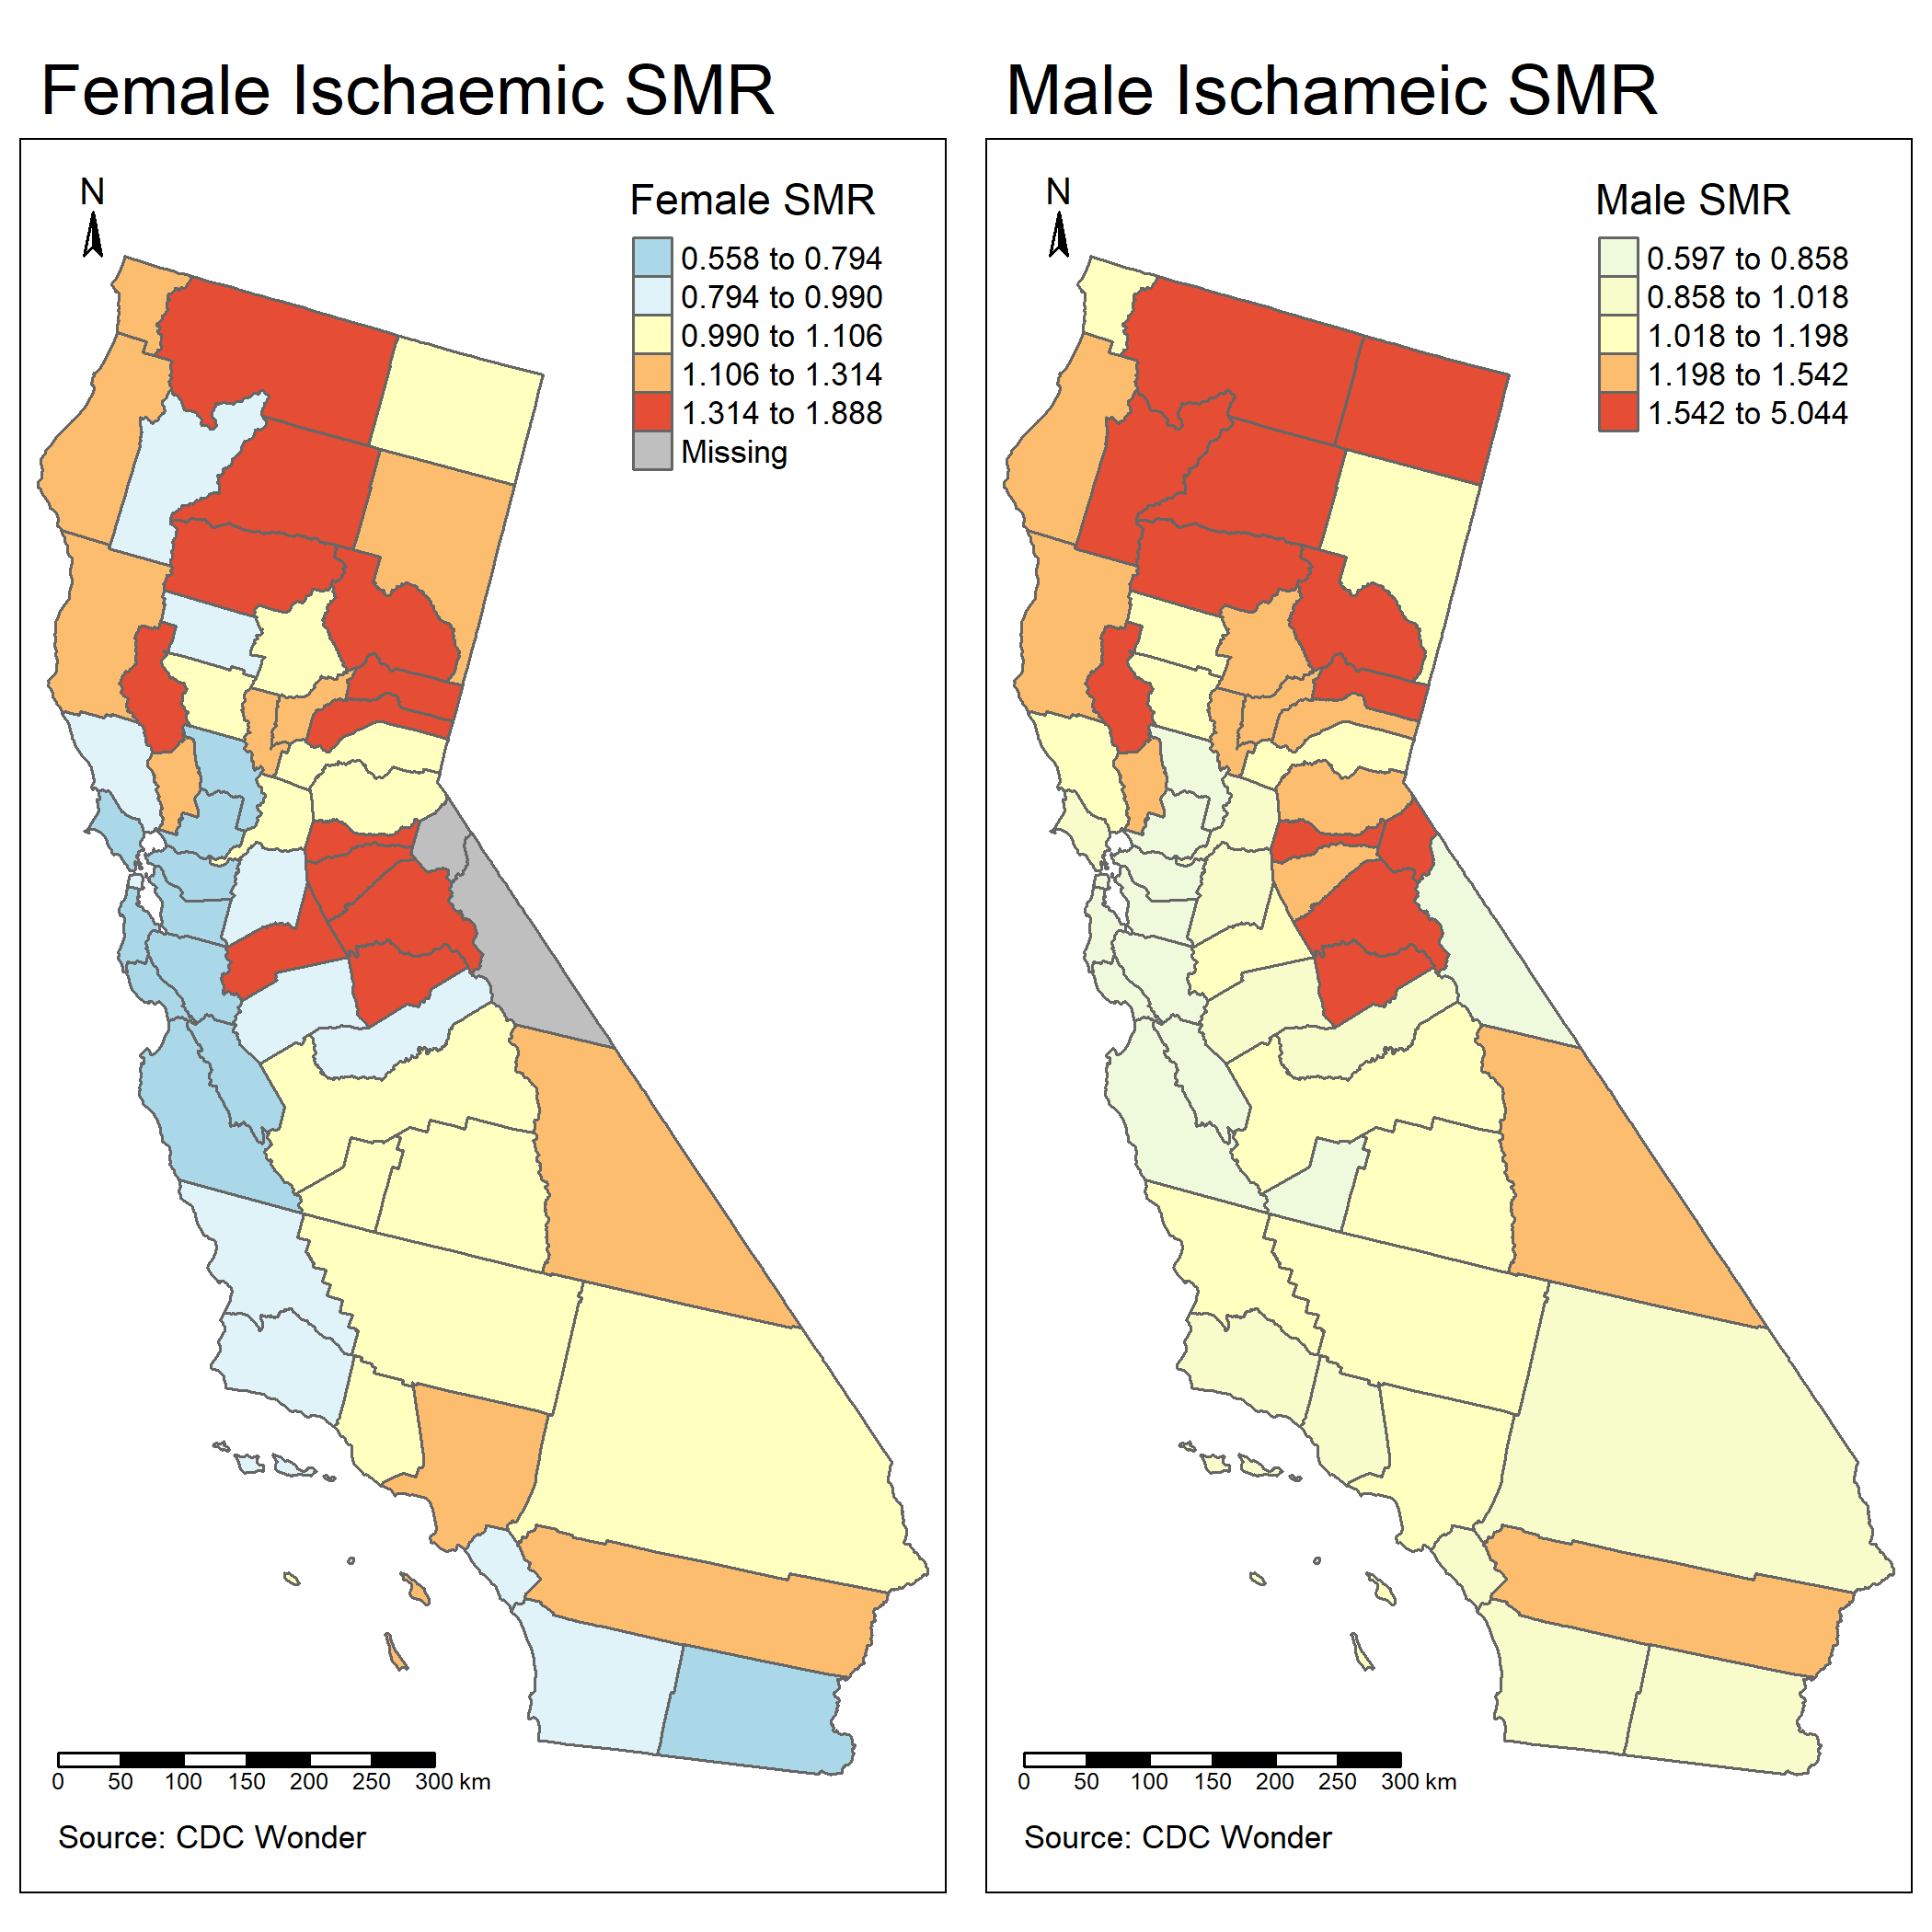 Female Ischaemic SMR
N
Female SMR
0.558 to 0.794
0.794 to 0.990
0.990 to 1.106
1.106 to 1.314
1.314 to 1.888
Missing
0 50 100 150 200 250 300 km
Source: CDC Wonder
Male Ischameic SMR
N
Male SMR
0.597 to 0.858
0.858 to 1.018
1.018 to 1.198
1.198 to 1.542
1.542 to 5.044
0 50 100 150 200 250 300 km
Source: CDC Wonder